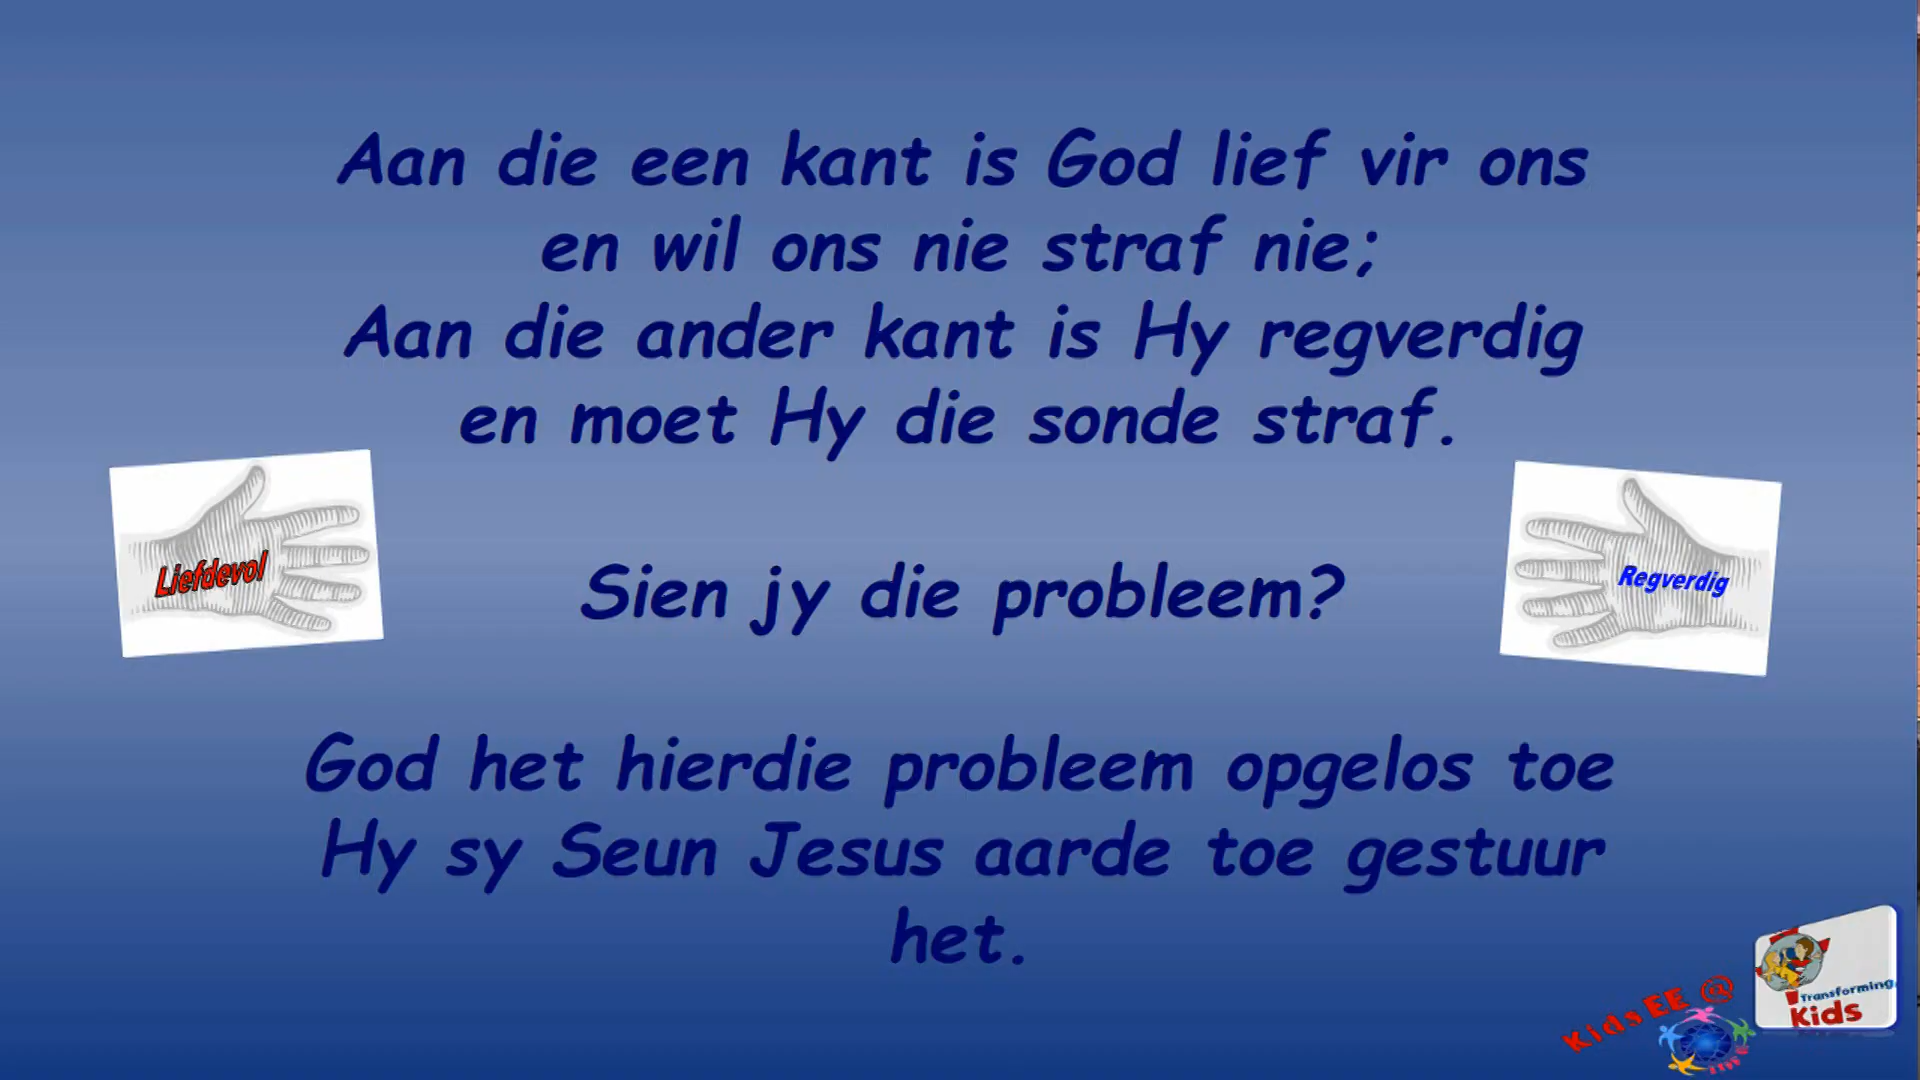 Aan die een kant is God lief vir ons
en wil ons nie straf nie;
Aan die ander kant is Hy regverdig
en moet Hy die sonde straf.
Liefdevol
Regverdig
Sien jy die probleem?
God het hierdie probleem opgelos toe
Hy sy Seun Jesus aarde toe gestuur
het.
Transforming
Kids
KidsEE @